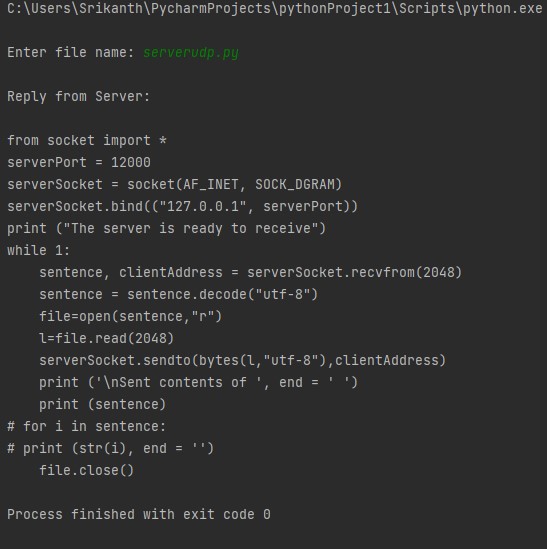 C:\Users\Srikanth\PycharmProjects\pythonProject1\Scripts\python.exe
Enter file name: serverudp.py
Reply from Server:
from socket import *
serverPort = 12000
serverSocket = socket(AF_INET, SOCK_DGRAM)
serverSocket.bind(("127.0.0.1", serverPort))
print ("The server is ready to receive")
while 1:
    sentence, clientAddress = serverSocket.recvfrom(2048)
    sentence = sentence.decode("utf-8")
    file=open(sentence,"r")
    l=file.read(2048)
    serverSocket.sendto(bytes(l,"utf-8"),clientAddress)
    print ('\nSent contents of ', end = ' ')
    print (sentence)
# for i in sentence:
# print (str(i), end = '')
    file.close()
Process finished with exit code 0